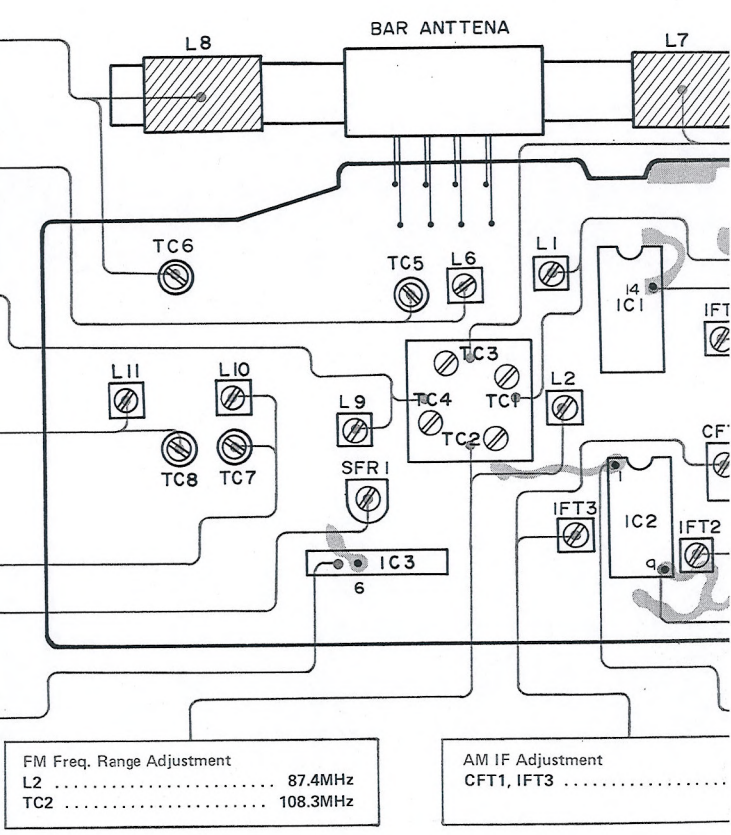 BAR ANTTENA
L8
L7
TC6
TC5
L6
L1
14
IC1
IFT
TC3
TC4
TC1
TC2
L11
L10
L9
L2
TC8
TC7
SFR1
CFT
1
IC2
IFT3
IFT2
9
IC3
6
FM Freq. Range Adjustment
L2 ........................ 87.4MHz
TC2 ...................... 108.3MHz
AM IF Adjustment
CFT1, IFT3 ..................